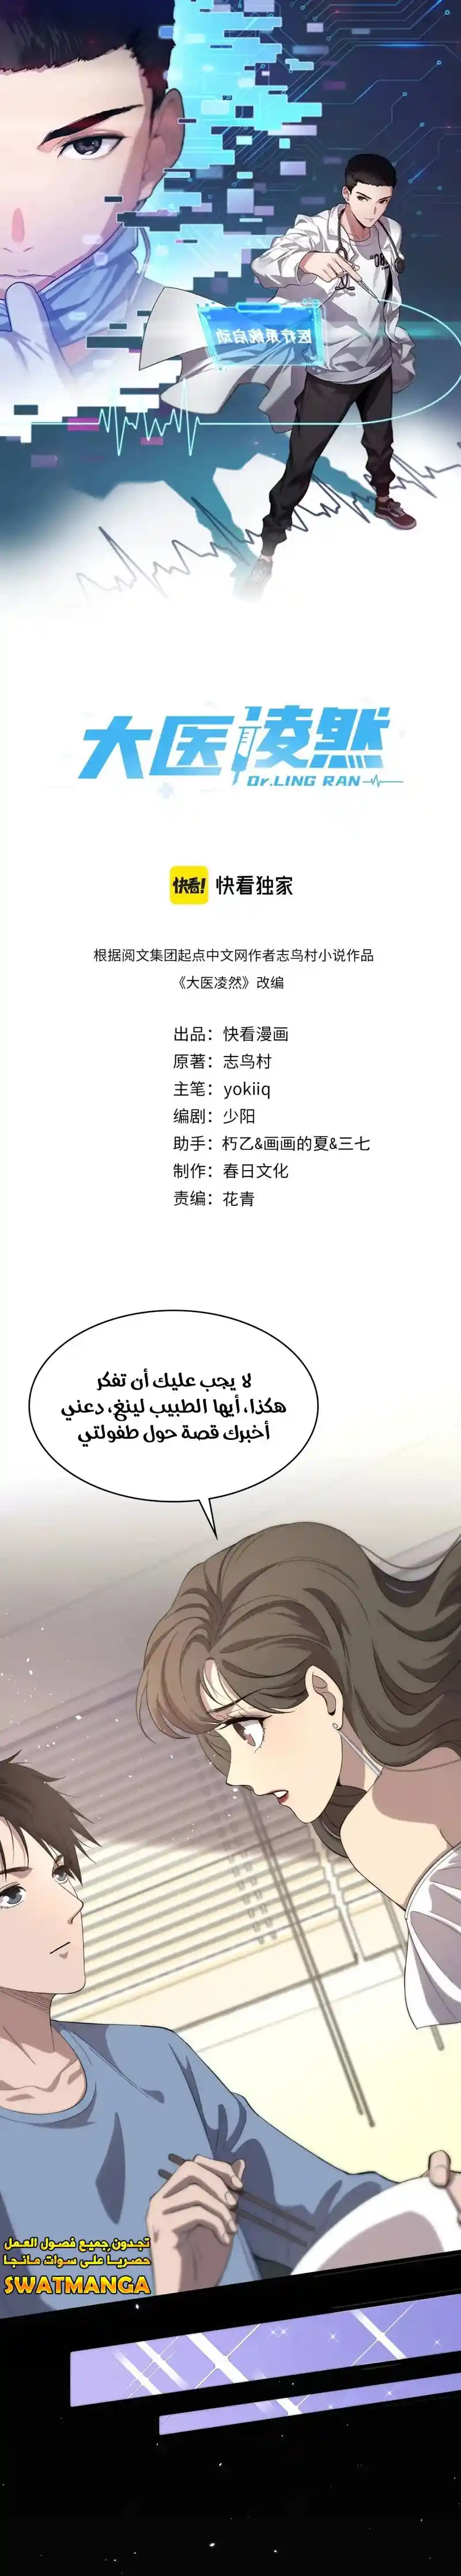 医疗系统启动
大医凌然
Dr.LING RAN
快看! 快看独家
根据阅文集团起点中文网作者志鸟村小说作品
《大医凌然》改编
出品：快看漫画
原著：志鸟村
主笔：yokiiq
编剧：少阳
助手：朽乙&画画的夏&三七
制作：春日文化
责编：花青
لا يجب عليك أن تفكر
هكذا، أيها الطبيب لينغ، دعني
أخبرك قصة حول طفولتي
تجدون جميع فصول العمل
حصريا على سوات مانجا
SWATMANGA